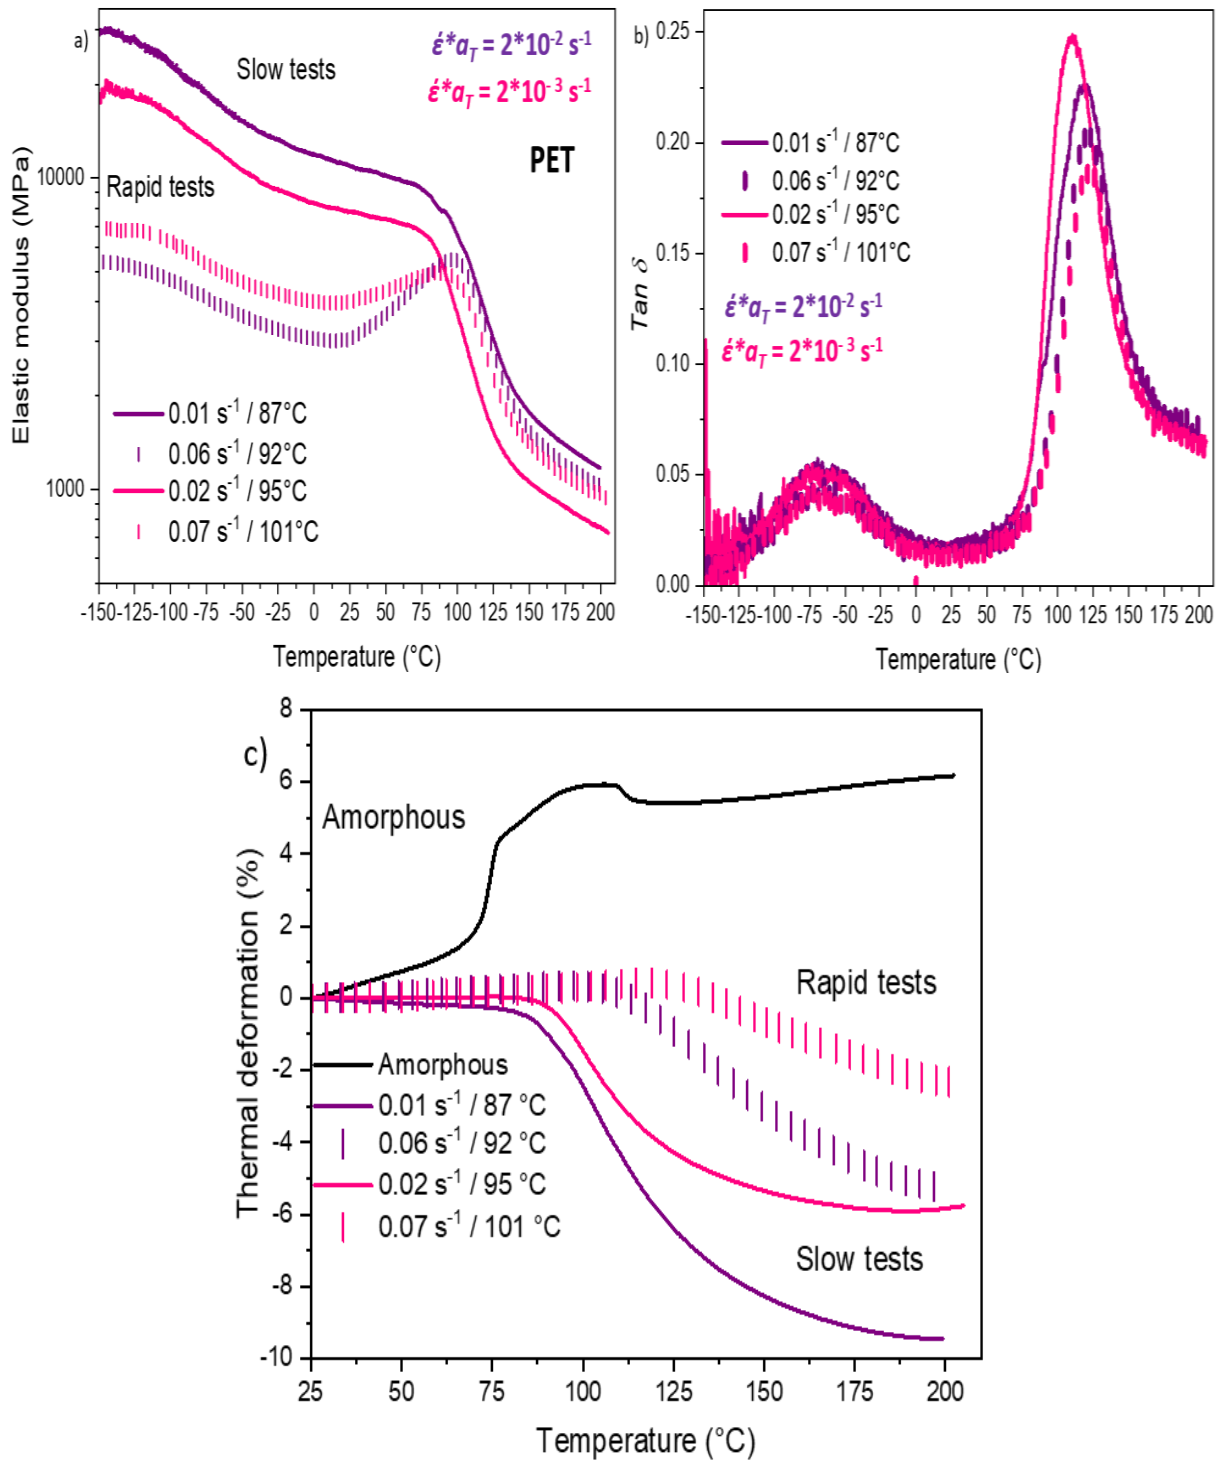 a)
έ*aT = 2*10-2 s-1
Slow tests
έ*aT = 2*10- 3 s-1
PET
Rapid tests
10000
1000
Elastic modulus (MPa)
0.01 s-1 / 87°C
0.06 s-1 / 92°C
0.02 s-1 / 95°C
0.07 s-1 / 101°C
-150 -125 -100 -75 -50 -25 0 25 50 75 100 125 150 175 200
Temperature (°C)
b)
0.25
0.20
0.15
0.10
0.05
0.00
Tan δ
0.01 s-1 / 87°C
0.06 s-1 / 92°C
0.02 s-1 / 95°C
0.07 s-1 / 101°C
έ*aT = 2*10-2 s-1
έ*aT = 2*10- 3 s-1
-150 -125 -100 -75 -50 -25 0 25 50 75 100 125 150 175 200
Temperature (°C)
c)
8
6
4
2
0
-2
-4
-6
-8
-10
Thermal deformation (%)
Amorphous
Rapid tests
Amorphous
0.01 s-1 / 87 °C
0.06 s-1 / 92 °C
0.02 s-1 / 95 °C
0.07 s-1 / 101 °C
Slow tests
25 50 75 100 125 150 175 200
Temperature (°C)